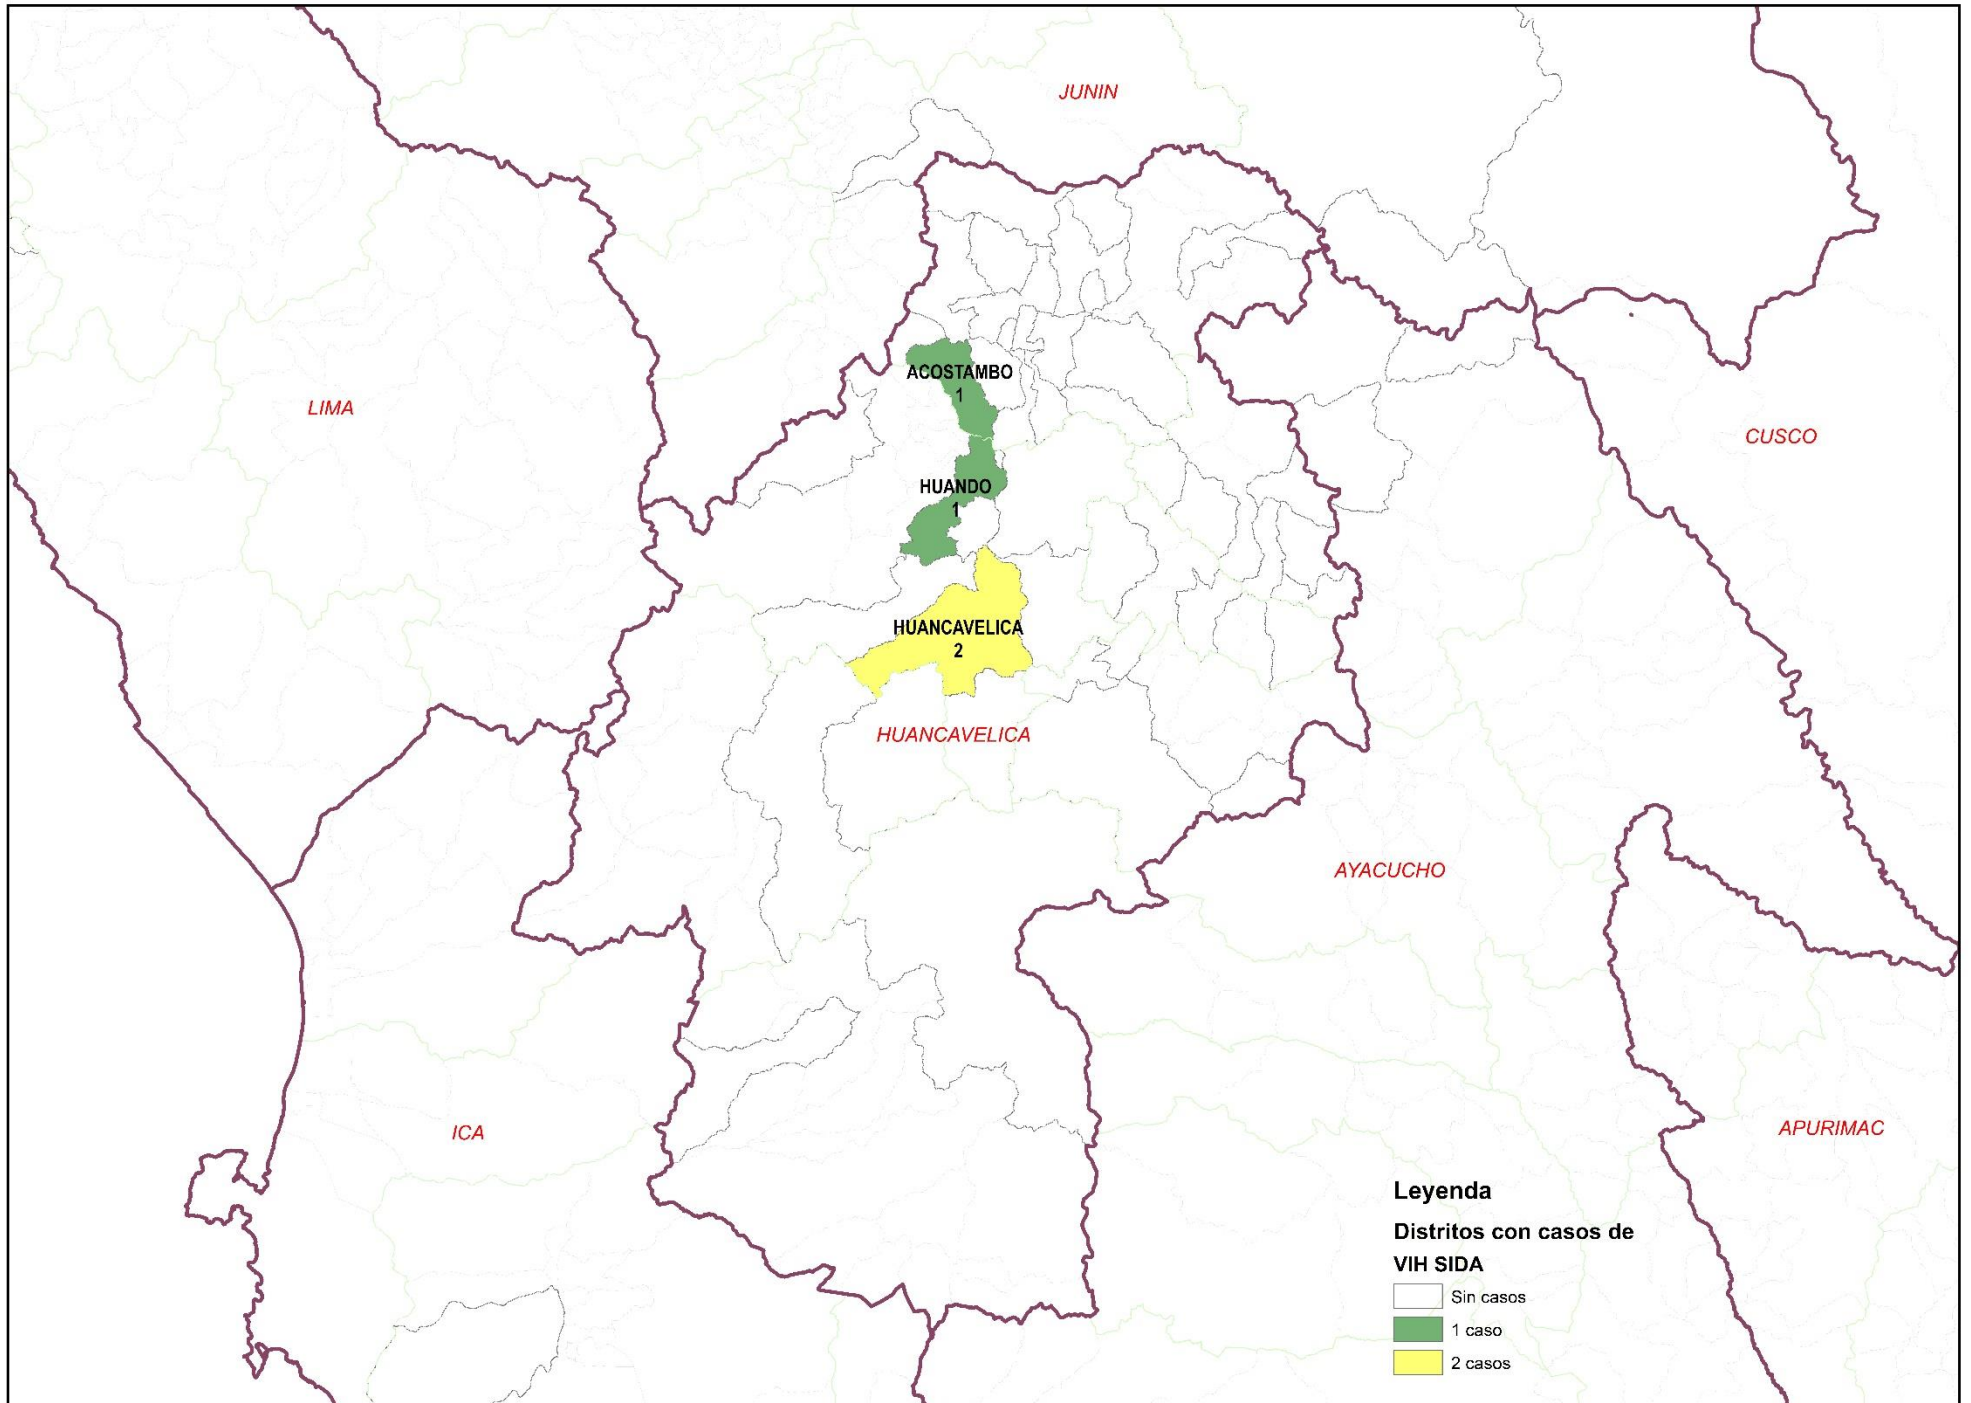 JUNIN
ACOSTAMBO
1
LIMA
CUSCO
HUANDO
1
HUANCAVELICA
2
HUANCAVELICA
AYACUCHO
ICA
APURIMAC
Leyenda
Distritos con casos de
VIH SIDA
Sin casos
1 caso
2 casos